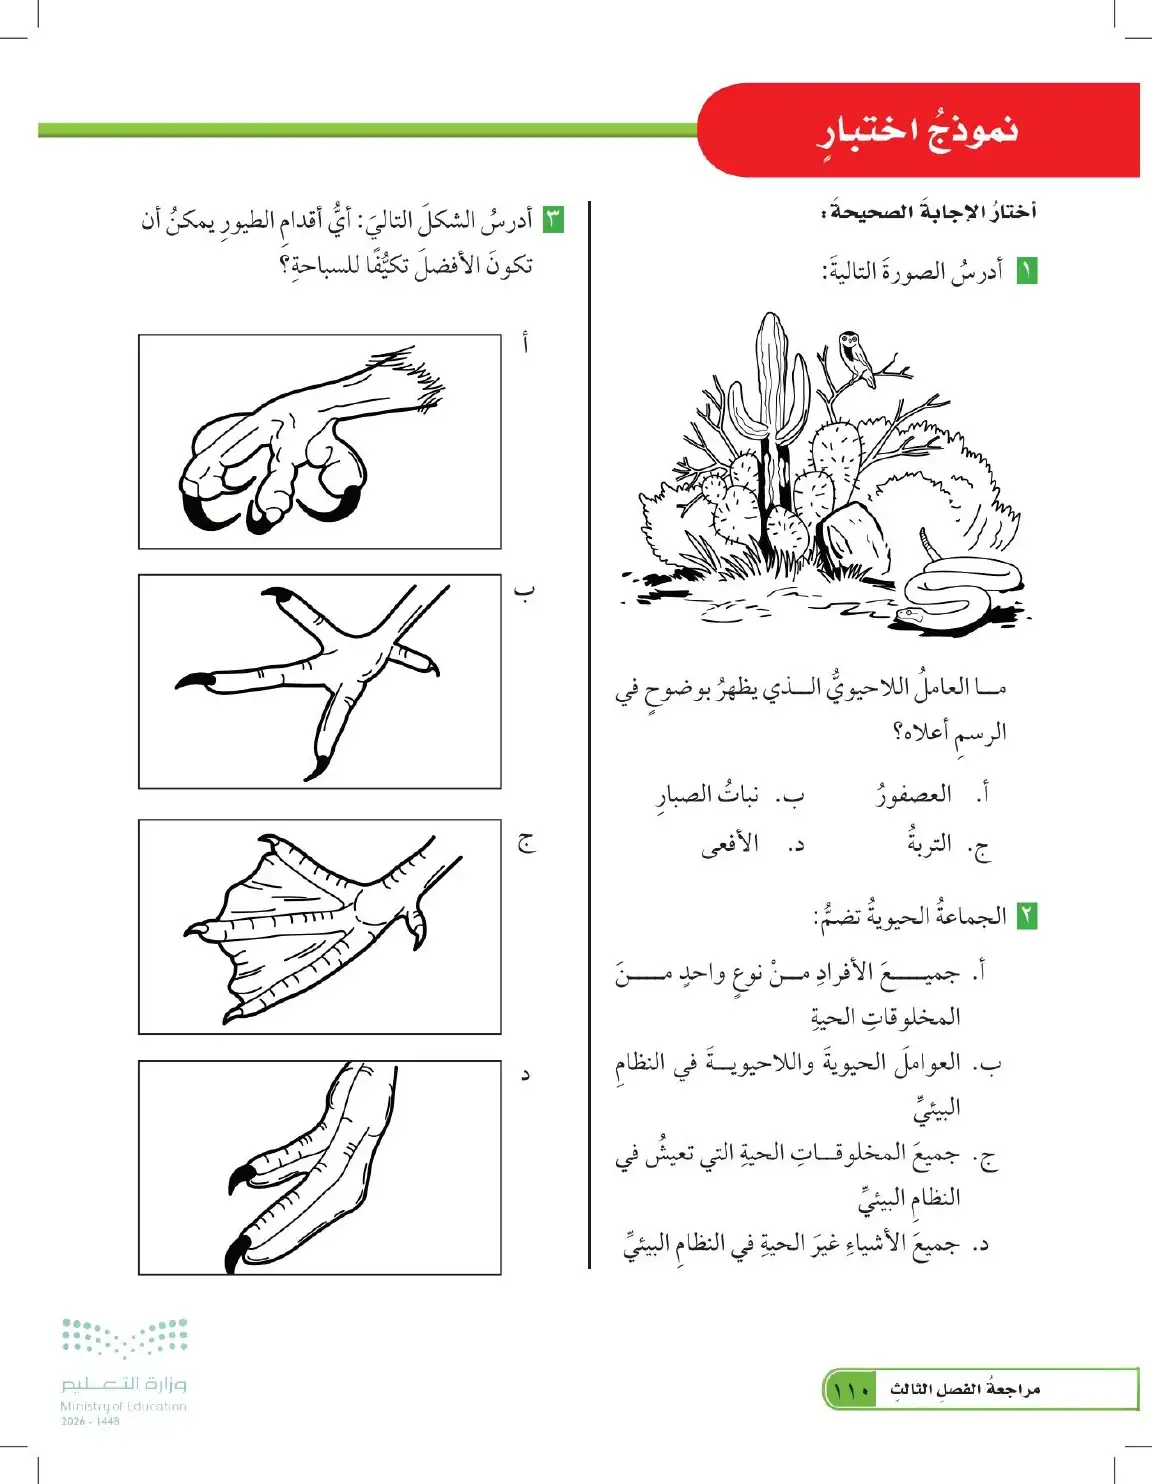 نموذجُ اختبارٍ
أختارُ الإجابةَ الصحيحةَ:
١ أدرسُ الصورةَ التاليةَ:
ما العاملُ اللاحيويُّ الذي يظهرُ بوضوحٍ في
الرسمِ أعلاه؟
أ. العصفورُ ب. نباتُ الصبارِ
ج. التربةُ د. الأفعى
٢ الجماعةُ الحيويةُ تضمُّ:
أ. جميعَ الأفرادِ منْ نوعٍ واحدٍ منَ
المخلوقاتِ الحيةِ
ب. العواملَ الحيويةَ واللاحيويةَ في النظامِ
البيئيِّ
ج. جميعَ المخلوقاتِ الحيةِ التي تعيشُ في
النظامِ البيئيِّ
د. جميعَ الأشياءِ غيرَ الحيةِ في النظامِ البيئيِّ
٣ أدرسُ الشكلَ التاليَ: أيُّ أقدامِ الطيورِ يمكنُ أن
تكونَ الأفضلَ تكيُّفًا للسباحةِ؟
أ
ب
ج
د
مراجعةُ الفصلِ الثالثِ ١١٠
وزارة التعليم
Ministry of Education
2026 - 1448